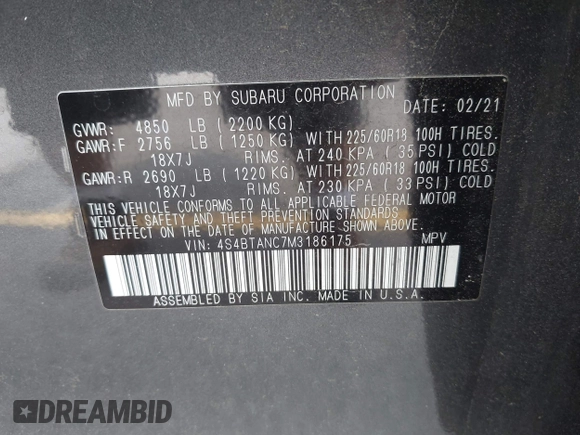 MFD BY SUBARU CORPORATION
DATE: 02/21
GVWR: 4850 LB ( 2200 KG)
GAWR:F 2756 LB ( 1250 KG) WITH 225/60R18 100H TIRES.
18X7J RIMS. AT 240 KPA ( 35 PSI) COLD
GAWR:R 2690 LB ( 1220 KG) WITH 225/60R18 100H TIRES.
18X7J RIMS. AT 230 KPA ( 33 PSI) COLD
THIS VEHICLE CONFORMS TO ALL APPLICABLE FEDERAL MOTOR
VEHICLE SAFETY AND THEFT PREVENTION STANDARDS
IN EFFECT ON THE DATE OF MANUFACTURE SHOWN ABOVE.
VIN: 4S4BTANC7M3186175 MPV
ASSEMBLED BY SIA INC. MADE IN U.S.A.
DREAMBID